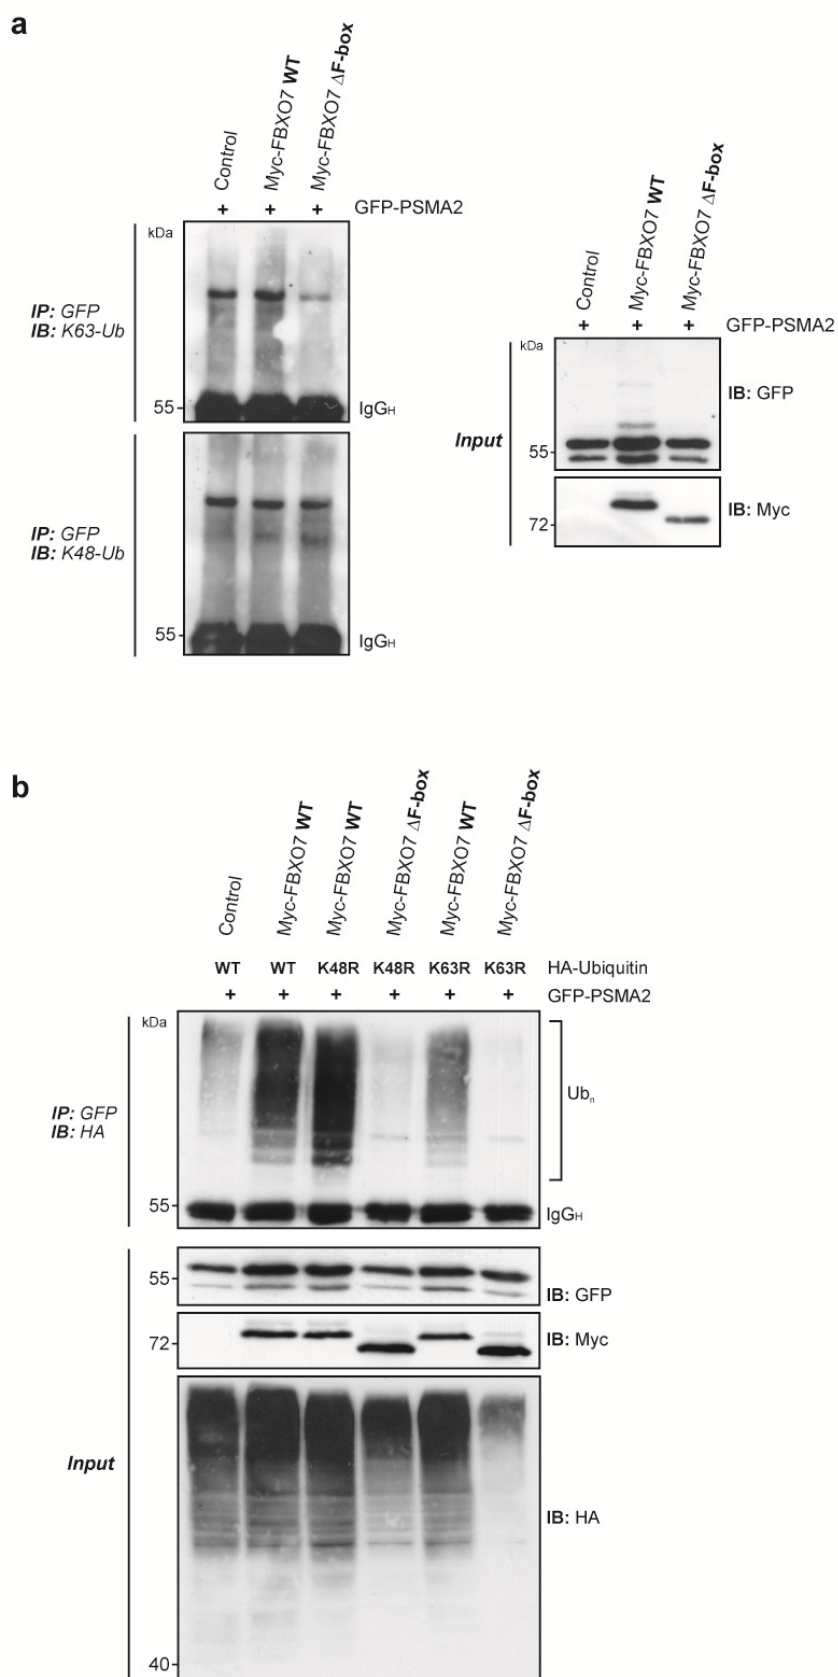 a
Control
Myc-FBXO7 WT
Myc-FBXO7 ΔF-box
+ + + GFP-PSMA2
kDa
IP: GFP
IB: K63-Ub
55
IgGH
IP: GFP
IB: K48-Ub
55
IgGH
Control
Myc-FBXO7 WT
Myc-FBXO7 ΔF-box
+ + + GFP-PSMA2
kDa
IB: GFP
Input
55
IB: Myc
72
b
Control
Myc-FBXO7 WT
Myc-FBXO7 WT
Myc-FBXO7 ΔF-box
Myc-FBXO7 WT
Myc-FBXO7 ΔF-box
WT WT K48R K48R K63R K63R HA-Ubiquitin
+ + + + + + GFP-PSMA2
kDa
Ubn
IP: GFP
IB: HA
55
IgGH
55
IB: GFP
72
IB: Myc
Input
IB: HA
40